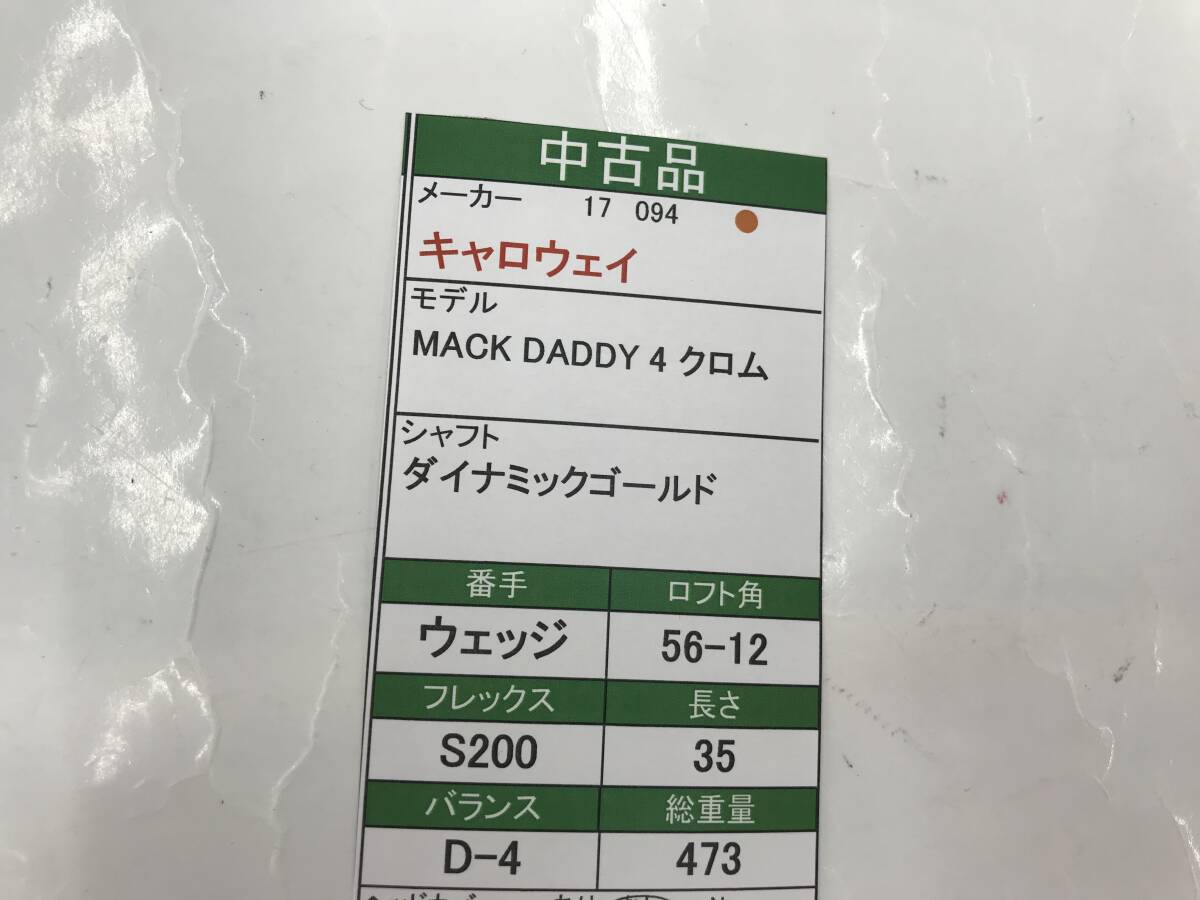 中古品
メーカー 17 094
キャロウェイ
モデル
MACK DADDY 4 クロム
シャフト
ダイナミックゴールド
番手 ロフト角
ウェッジ 56-12
フレックス 長さ
S200 35
バランス 総重量
D-4 473